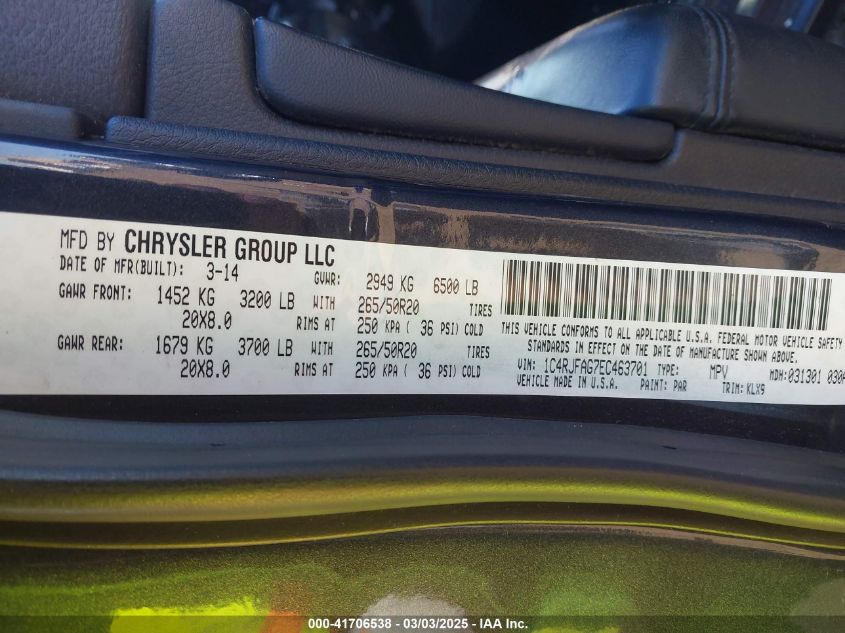 MFD BY CHRYSLER GROUP LLC
DATE OF MFR(BUILT): 3-14 GVWR: 2949 KG 6500 LB
GAWR FRONT: 1452 KG 3200 LB WITH 265/50R20 TIRES
20X8.0 RIMS AT 250 KPA ( 36 PSI) COLD
GAWR REAR: 1679 KG 3700 LB WITH 265/50R20 TIRES
20X8.0 RIMS AT 250 KPA ( 36 PSI) COLD
THIS VEHICLE CONFORMS TO ALL APPLICABLE U.S.A. FEDERAL MOTOR VEHICLE SAFETY
STANDARDS IN EFFECT ON THE DATE OF MANUFACTURE SHOWN ABOVE.
VIN: 1C4RJFAG7EC463701 TYPE: MPV MDH: 031301 030
VEHICLE MADE IN U.S.A. PAINT: PAR TRIM: KLX9
000-41706538 - 03/03/2025 - IAA Inc.